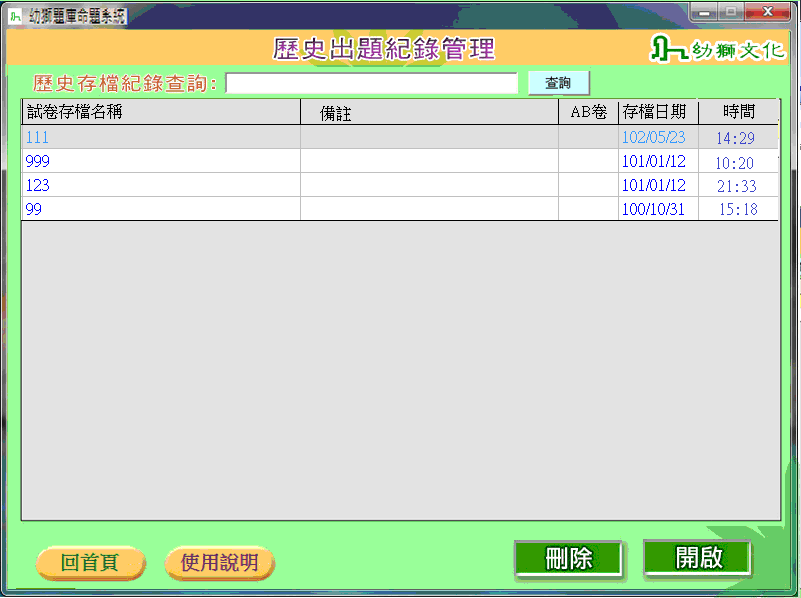 幼獅題庫命題系統
歷史出題紀錄管理
幼獅文化
歷史存檔紀錄查詢: 查詢
試卷存檔名稱 備註 AB卷 存檔日期 時間
111 102/05/23 14:29
999 101/01/12 10:20
123 101/01/12 21:33
99 100/10/31 15:18
回首頁 使用說明 刪除 開啟